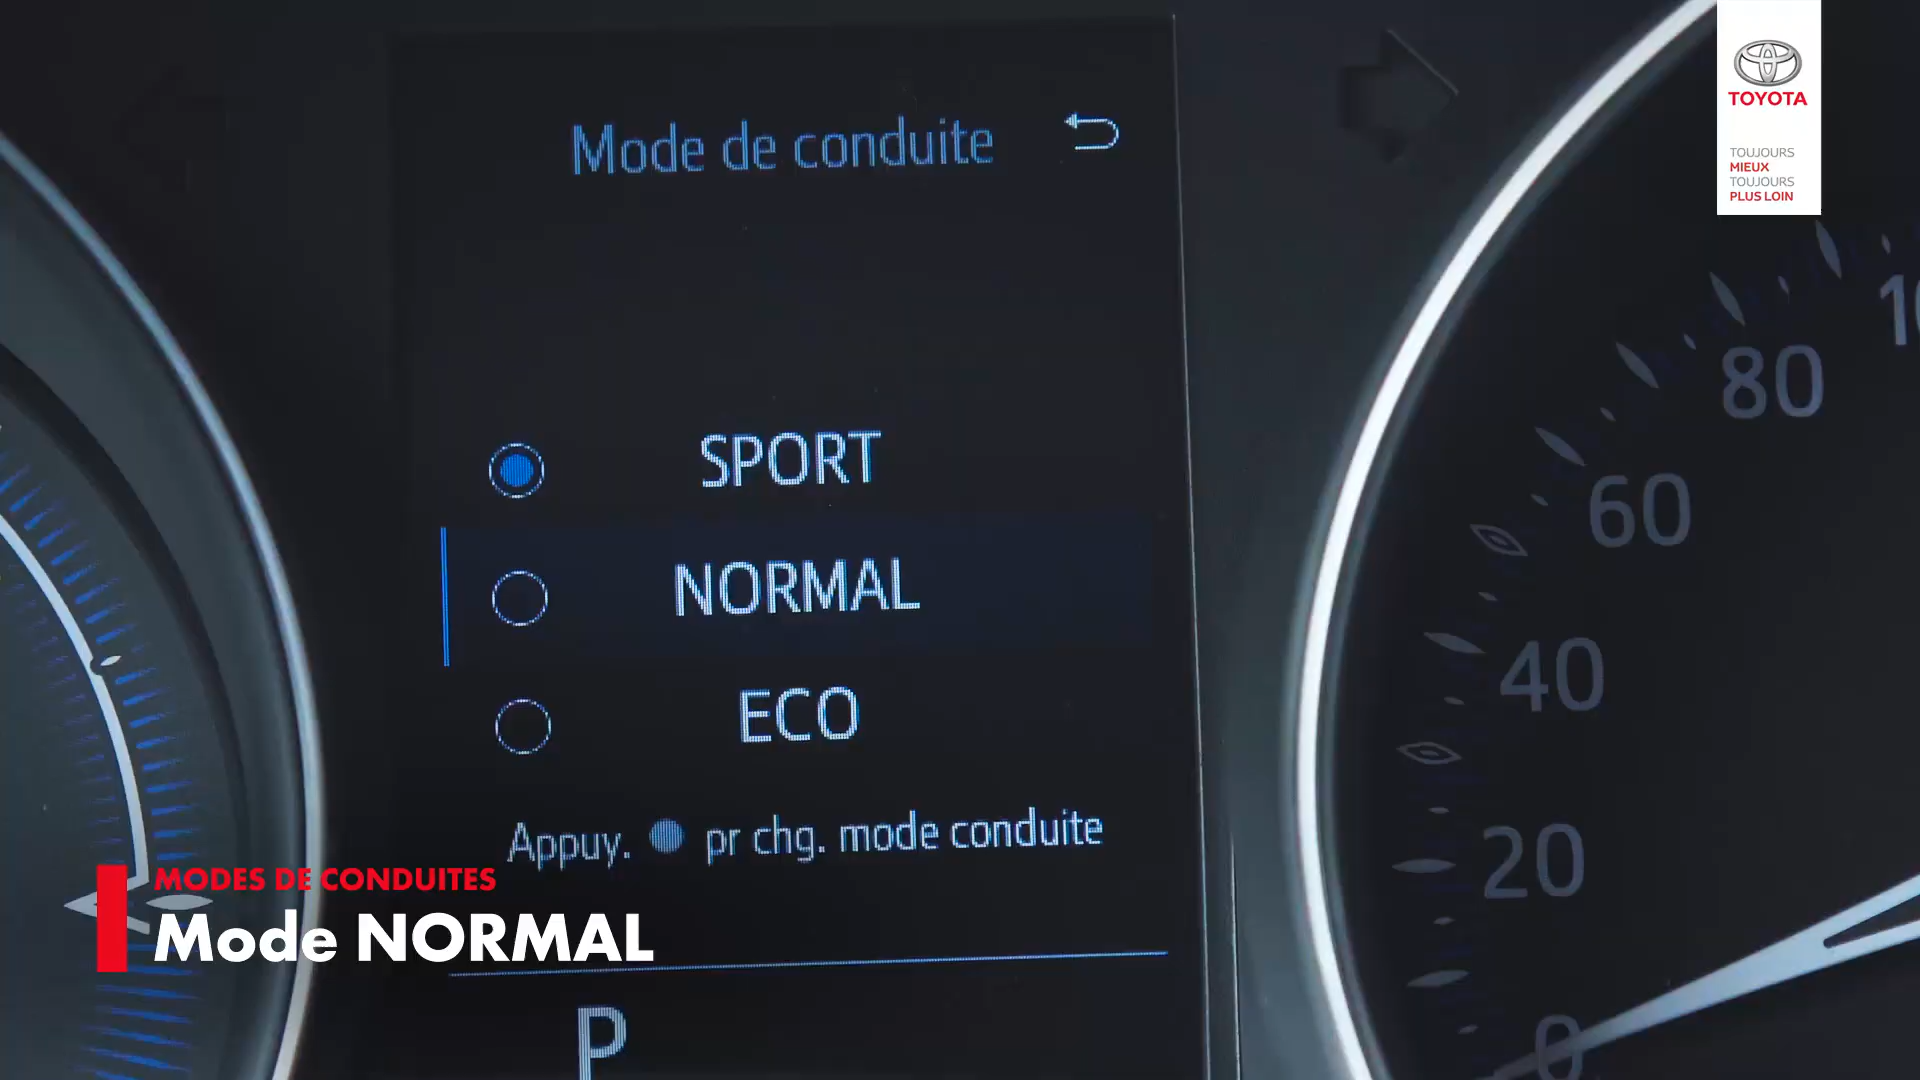 TOYOTA
TOUJOURS
MIEUX
TOUJOURS
PLUS LOIN
Mode de conduite
SPORT
NORMAL
ECO
Appuy. pr chg. mode conduite
P
80
60
40
20
0
MODES DE CONDUITES
Mode NORMAL